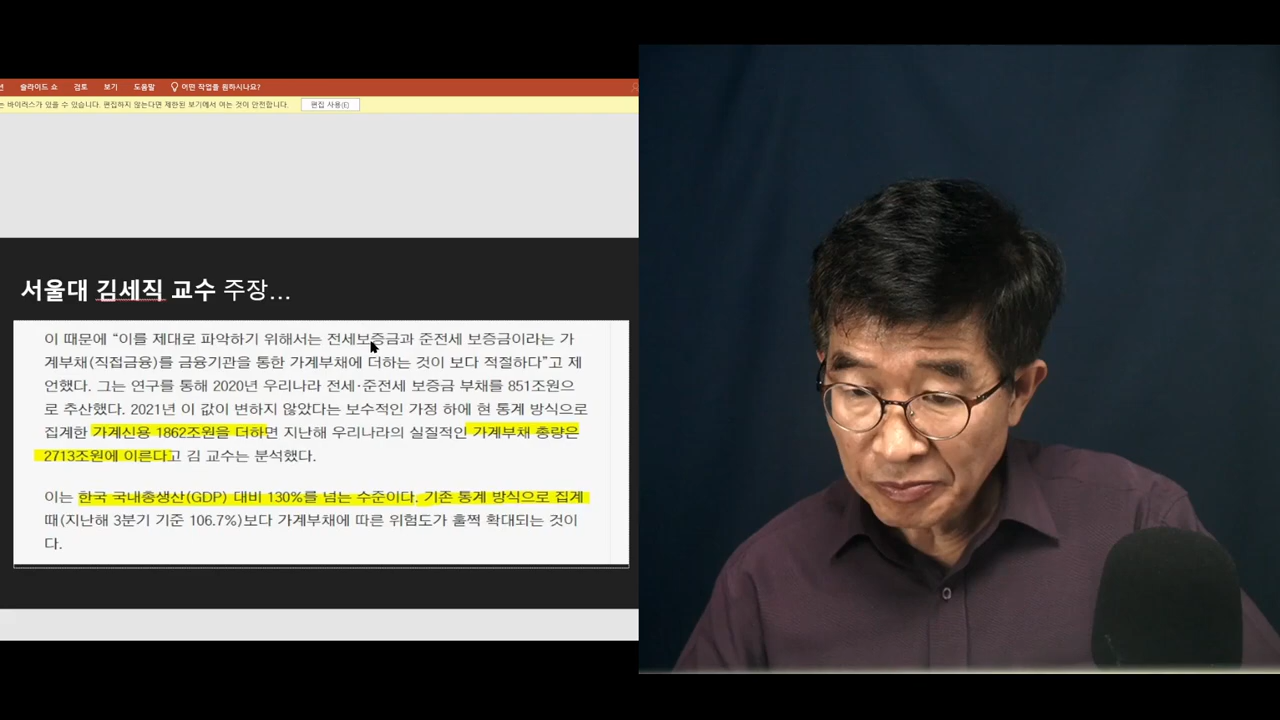 슬라이드 쇼 검토 보기 도움말 어떤 작업을 원하시나요?
는 바이러스가 있을 수 있습니다. 편집하지 않는다면 제한된 보기에서 여는 것이 안전합니다. 편집 사용(E)
서울대 김세직 교수 주장...
이 때문에 “이를 제대로 파악하기 위해서는 전세보증금과 준전세 보증금이라는 가
계부채(직접금융)를 금융기관을 통한 가계부채에 더하는 것이 보다 적절하다”고 제
언했다. 그는 연구를 통해 2020년 우리나라 전세·준전세 보증금 부채를 851조원으
로 추산했다. 2021년 이 값이 변하지 않았다는 보수적인 가정 하에 현 통계 방식으로
집계한 가계신용 1862조원을 더하면 지난해 우리나라의 실질적인 가계부채 총량은
2713조원에 이른다고 김 교수는 분석했다.
이는 한국 국내총생산(GDP) 대비 130%를 넘는 수준이다. 기존 통계 방식으로 집계
때(지난해 3분기 기준 106.7%)보다 가계부채에 따른 위험도가 훌쩍 확대되는 것이
다.